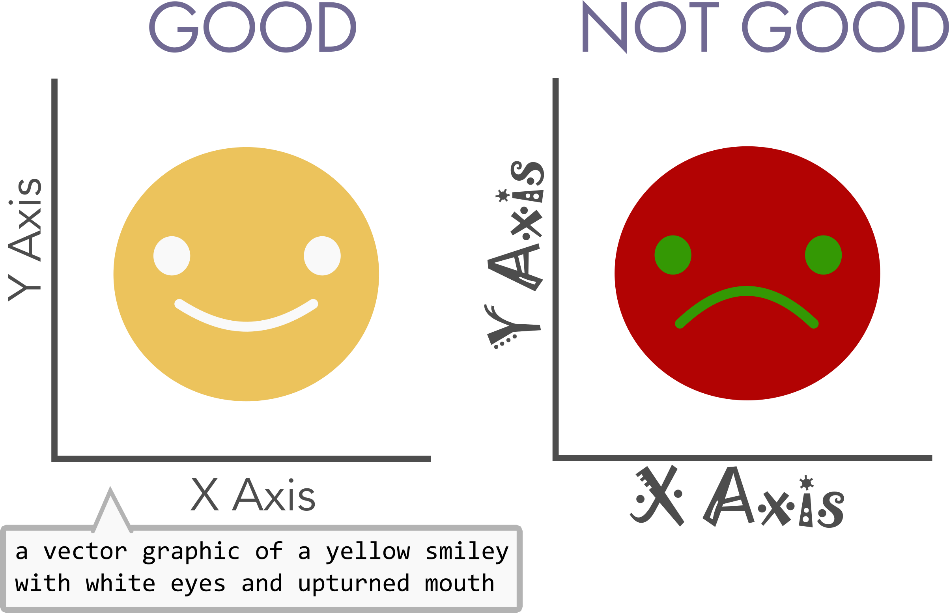 GOOD
Y Axis
X Axis
a vector graphic of a yellow smiley
with white eyes and upturned mouth
NOT GOOD
Y Axis
X Axis